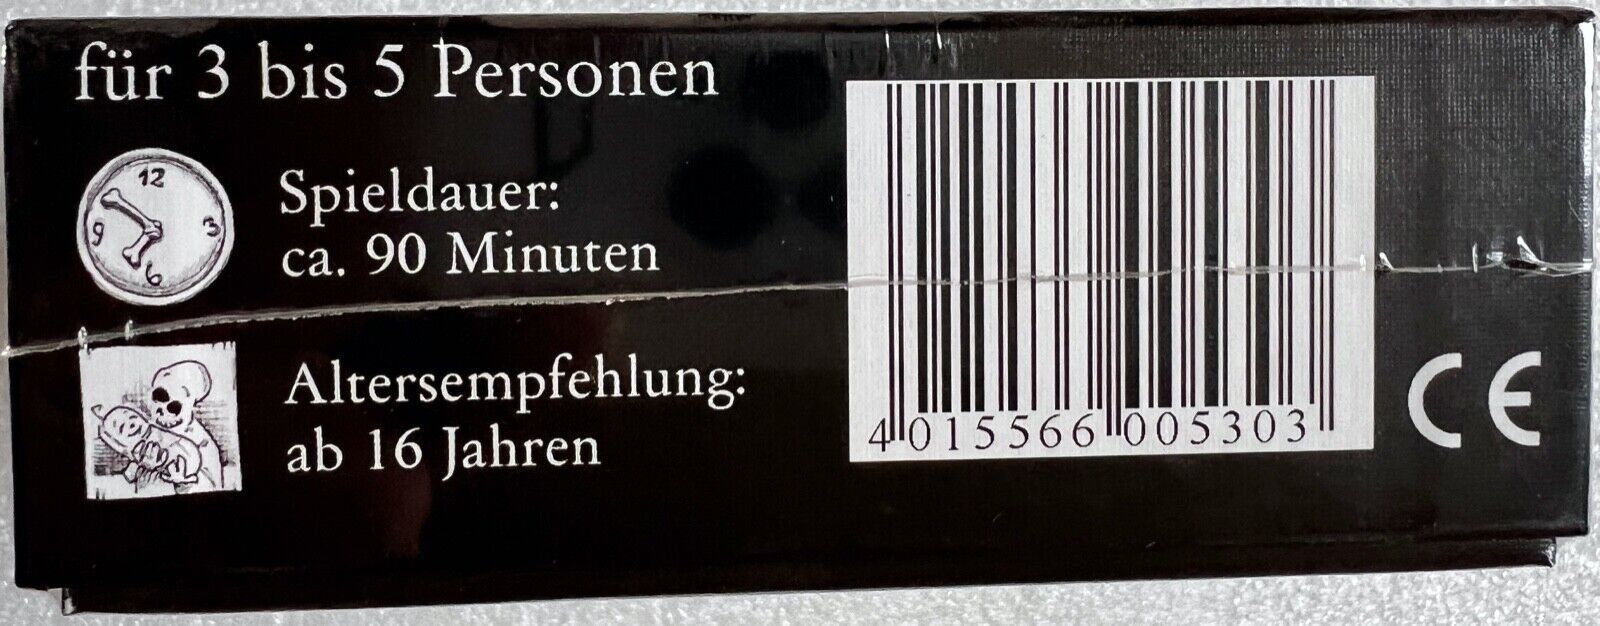 für 3 bis 5 Personen
12
9 3
6
Spieldauer:
ca. 90 Minuten
Altersempfehlung:
ab 16 Jahren
4 015566 005303
CE